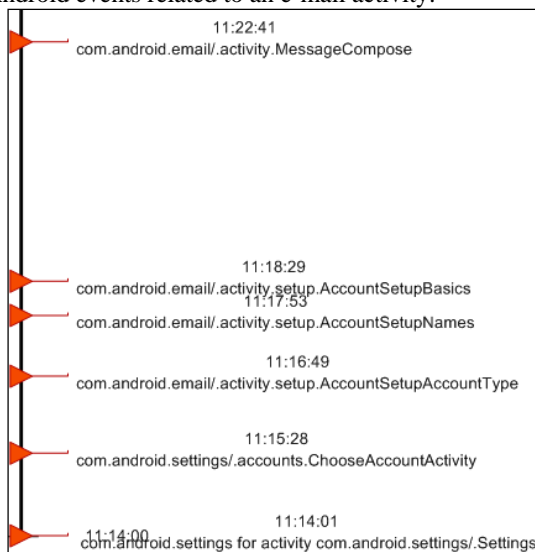 ndroid events related to an e-mail activity.
11:22:41
com.android.email/.activity.MessageCompose
11:18:29
com.android.email/.activity.setup.AccountSetupBasics
11:17:53
com.android.email/.activity.setup.AccountSetupNames
11:16:49
com.android.email/.activity.setup.AccountSetupAccountType
11:15:28
com.android.settings/.accounts.ChooseAccountActivity
11:14:01
11:14:00
com.android.settings for activity com.android.settings/.Settings